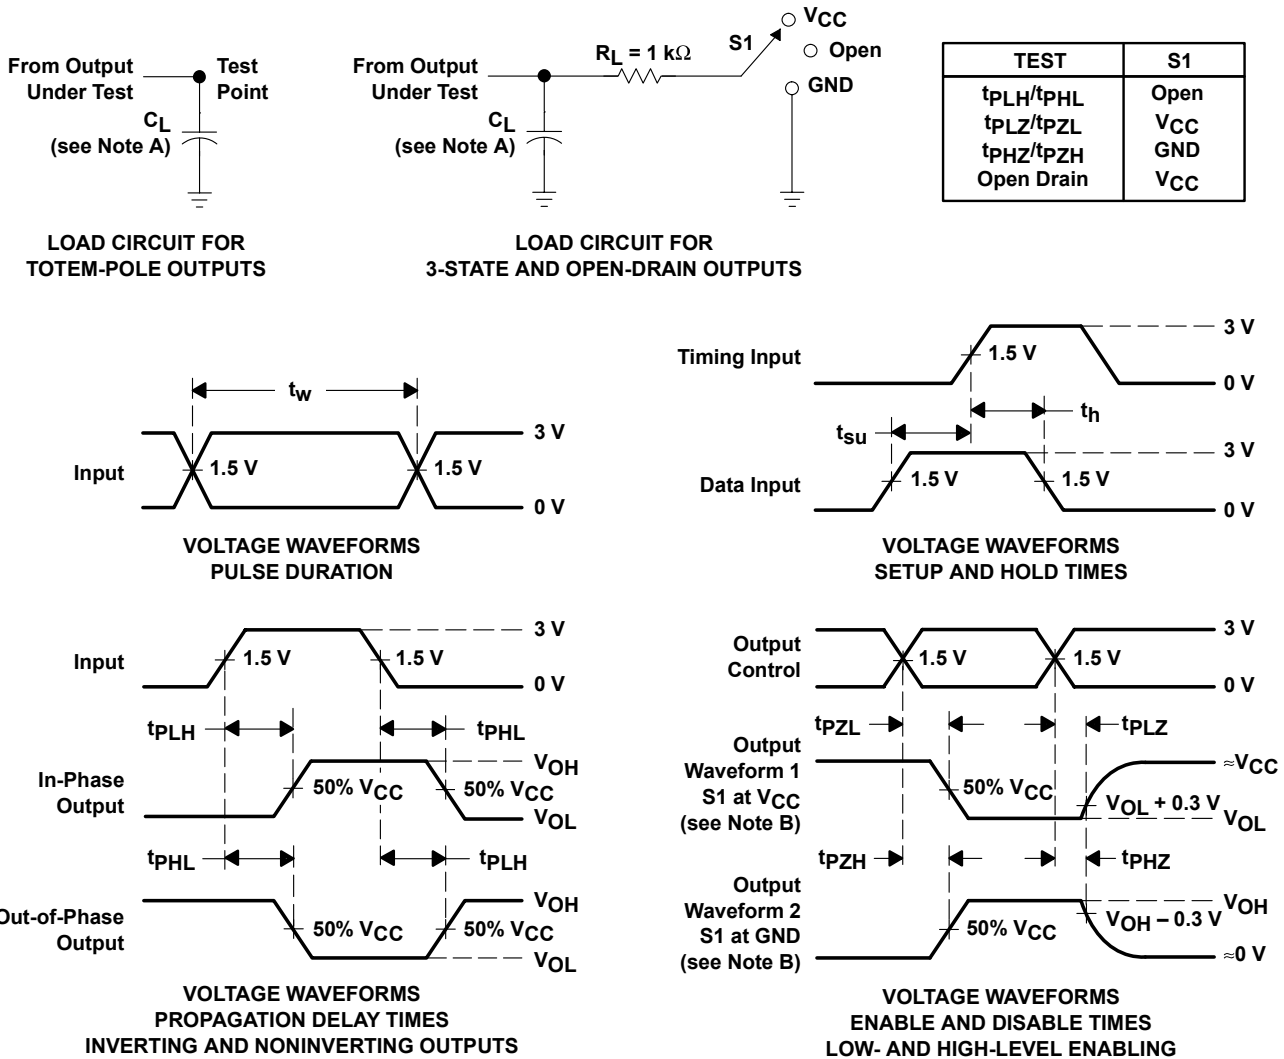 From Output
Under Test
Test
Point
CL
(see Note A)
LOAD CIRCUIT FOR
TOTEM-POLE OUTPUTS
From Output
Under Test
RL = 1 kΩ
S1
VCC
Open
GND
CL
(see Note A)
LOAD CIRCUIT FOR
3-STATE AND OPEN-DRAIN OUTPUTS
TEST S1
tPLH/tPHL Open
tPLZ/tPZL VCC
tPHZ/tPZH GND
Open Drain VCC
tw
Input
1.5 V
1.5 V
3 V
0 V
VOLTAGE WAVEFORMS
PULSE DURATION
Timing Input
1.5 V
3 V
0 V
tsu
th
Data Input
1.5 V
1.5 V
3 V
0 V
VOLTAGE WAVEFORMS
SETUP AND HOLD TIMES
Input
1.5 V
1.5 V
3 V
0 V
tPLH
tPHL
In-Phase
Output
50% VCC
50% VCC
VOH
VOL
tPHL
tPLH
Out-of-Phase
Output
50% VCC
50% VCC
VOH
VOL
VOLTAGE WAVEFORMS
PROPAGATION DELAY TIMES
INVERTING AND NONINVERTING OUTPUTS
Output
Control
1.5 V
1.5 V
3 V
0 V
tPZL
tPLZ
Output
Waveform 1
S1 at VCC
(see Note B)
50% VCC
VOL + 0.3 V
≈VCC
VOL
tPZH
tPHZ
Output
Waveform 2
S1 at GND
(see Note B)
50% VCC
VOH − 0.3 V
VOH
≈0 V
VOLTAGE WAVEFORMS
ENABLE AND DISABLE TIMES
LOW- AND HIGH-LEVEL ENABLING